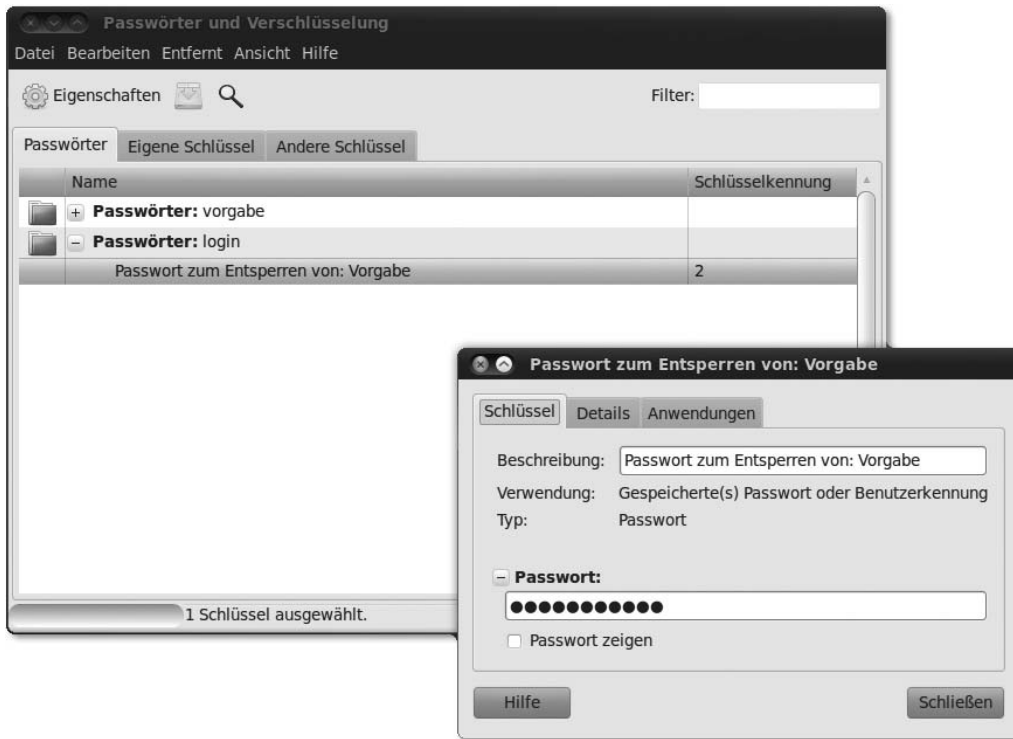 Passwörter und Verschlüsselung
Datei Bearbeiten Entfernt Ansicht Hilfe
Eigenschaften Filter:
Passwörter Eigene Schlüssel Andere Schlüssel
Name Schlüsselkennung
Passwörter: vorgabe
Passwörter: login
Passwort zum Entsperren von: Vorgabe 2
1 Schlüssel ausgewählt.
Passwort zum Entsperren von: Vorgabe
Schlüssel Details Anwendungen
Beschreibung: Passwort zum Entsperren von: Vorgabe
Verwendung: Gespeicherte(s) Passwort oder Benutzerkennung
Typ: Passwort
Passwort:
●●●●●●●●●●●
Passwort zeigen
Hilfe Schließen